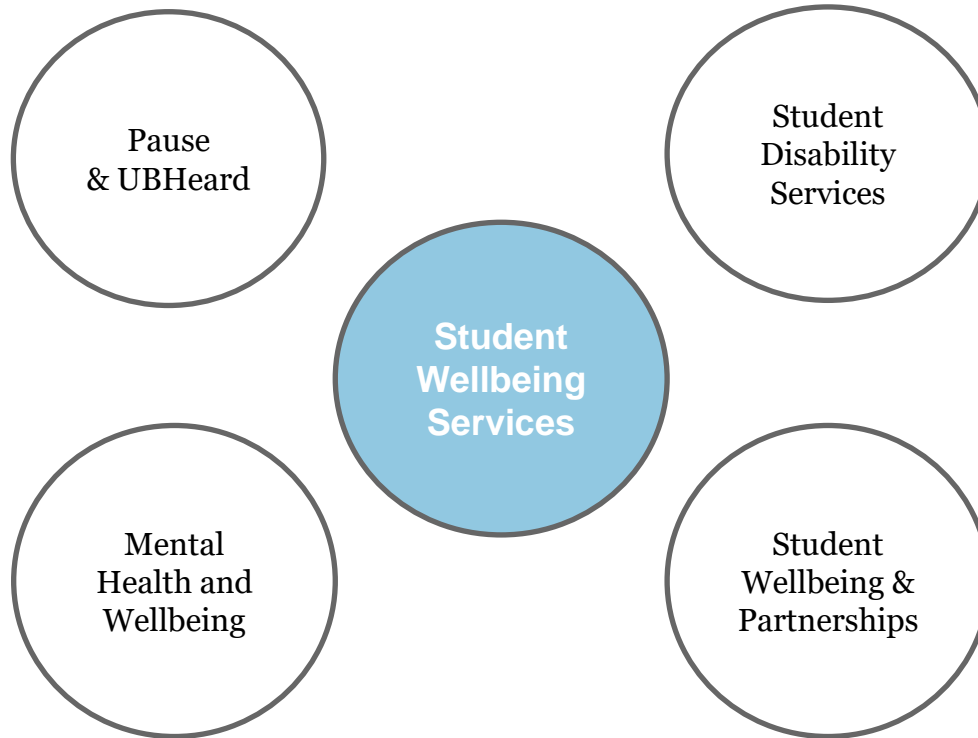 Pause
& UBHeard
Student
Disability
Services
Student
Wellbeing
Services
Mental
Health and
Wellbeing
Student
Wellbeing &
Partnerships